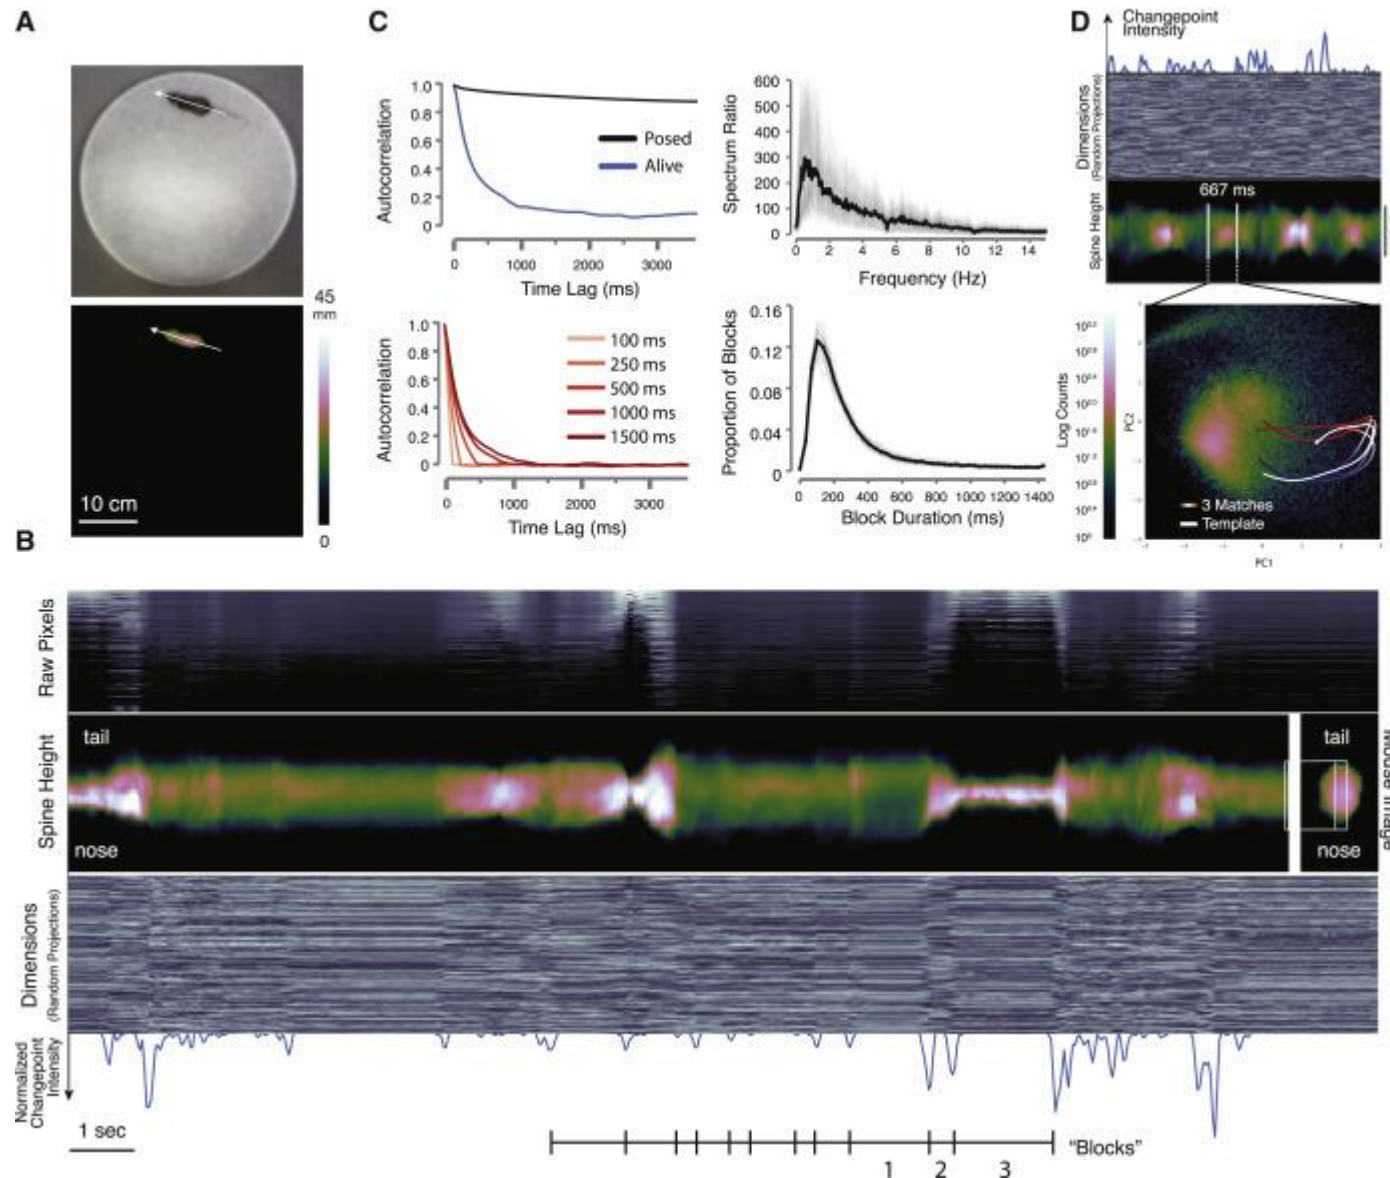 A
45
mm
10 cm
0
C
1.0
0.8
0.6
0.4
0.2
0
Autocorrelation
Posed
Alive
0 1000 2000 3000
Time Lag (ms)
600
500
400
300
200
100
0
Spectrum Ratio
0 2 4 6 8 10 12 14
Frequency (Hz)
1.0
0.8
0.6
0.4
0.2
0
Autocorrelation
100 ms
250 ms
500 ms
1000 ms
1500 ms
0 1000 2000 3000
Time Lag (ms)
0.16
0.12
0.08
0.04
0
Proportion of Blocks
0 200 400 600 800 1000 1200 1400
Block Duration (ms)
D
Changepoint
Intensity
Dimensions
(Random Projections)
667 ms
Spine Height
Log Counts
PC2
3 Matches
Template
PC1
B
Raw Pixels
Spine Height
tail
nose
tail
nose
Dimensions
(Random Projections)
Normalized
Changepoint
Intensity
1 sec
"Blocks"
1 2 3